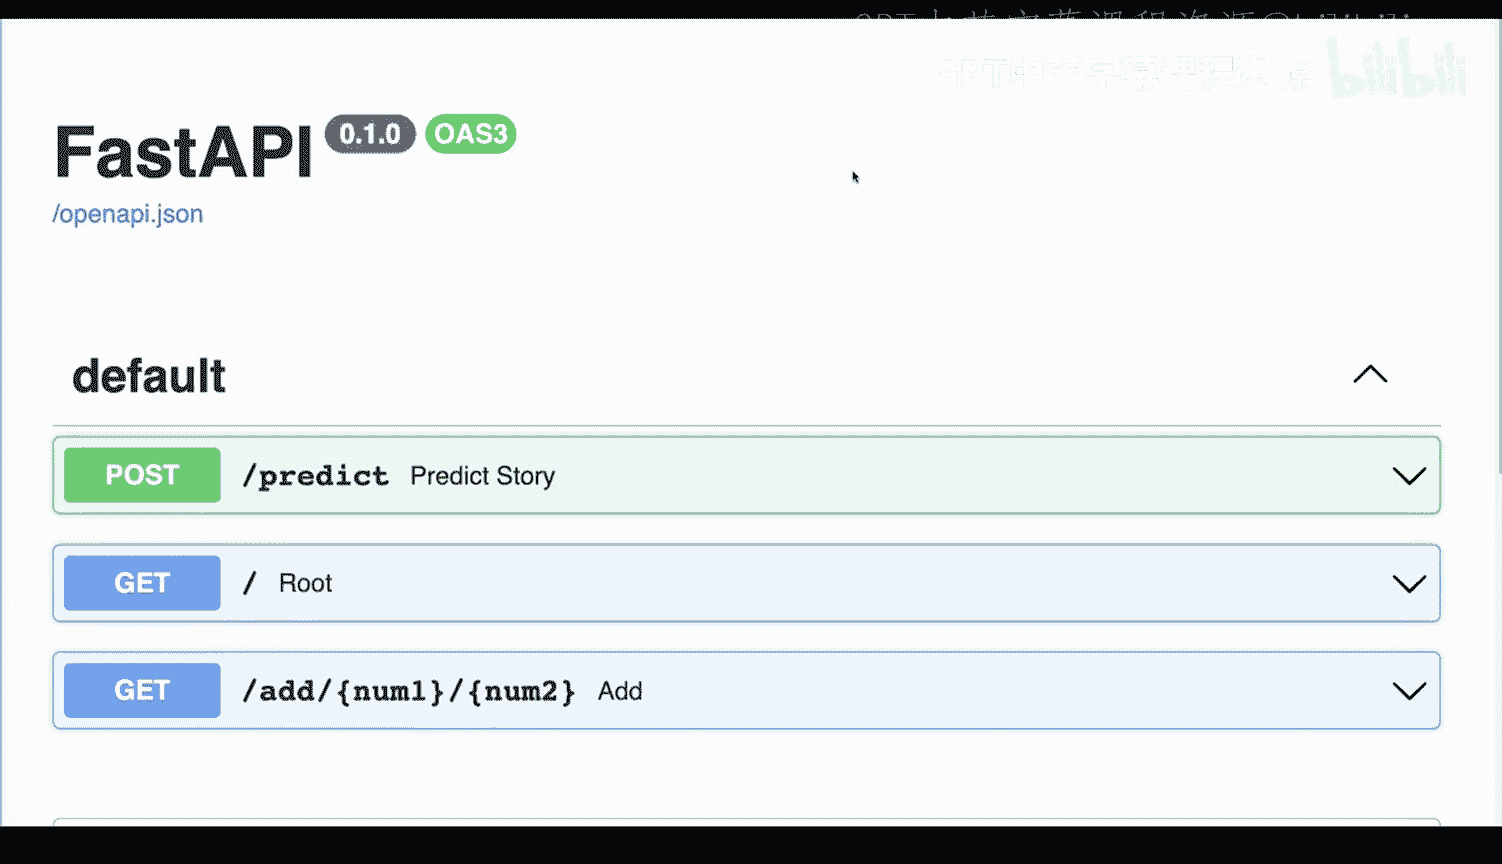 bilibili
FastAPI 0.1.0 OAS3
/openapi.json
default
POST /predict Predict Story
GET / Root
GET /add/{num1}/{num2} Add